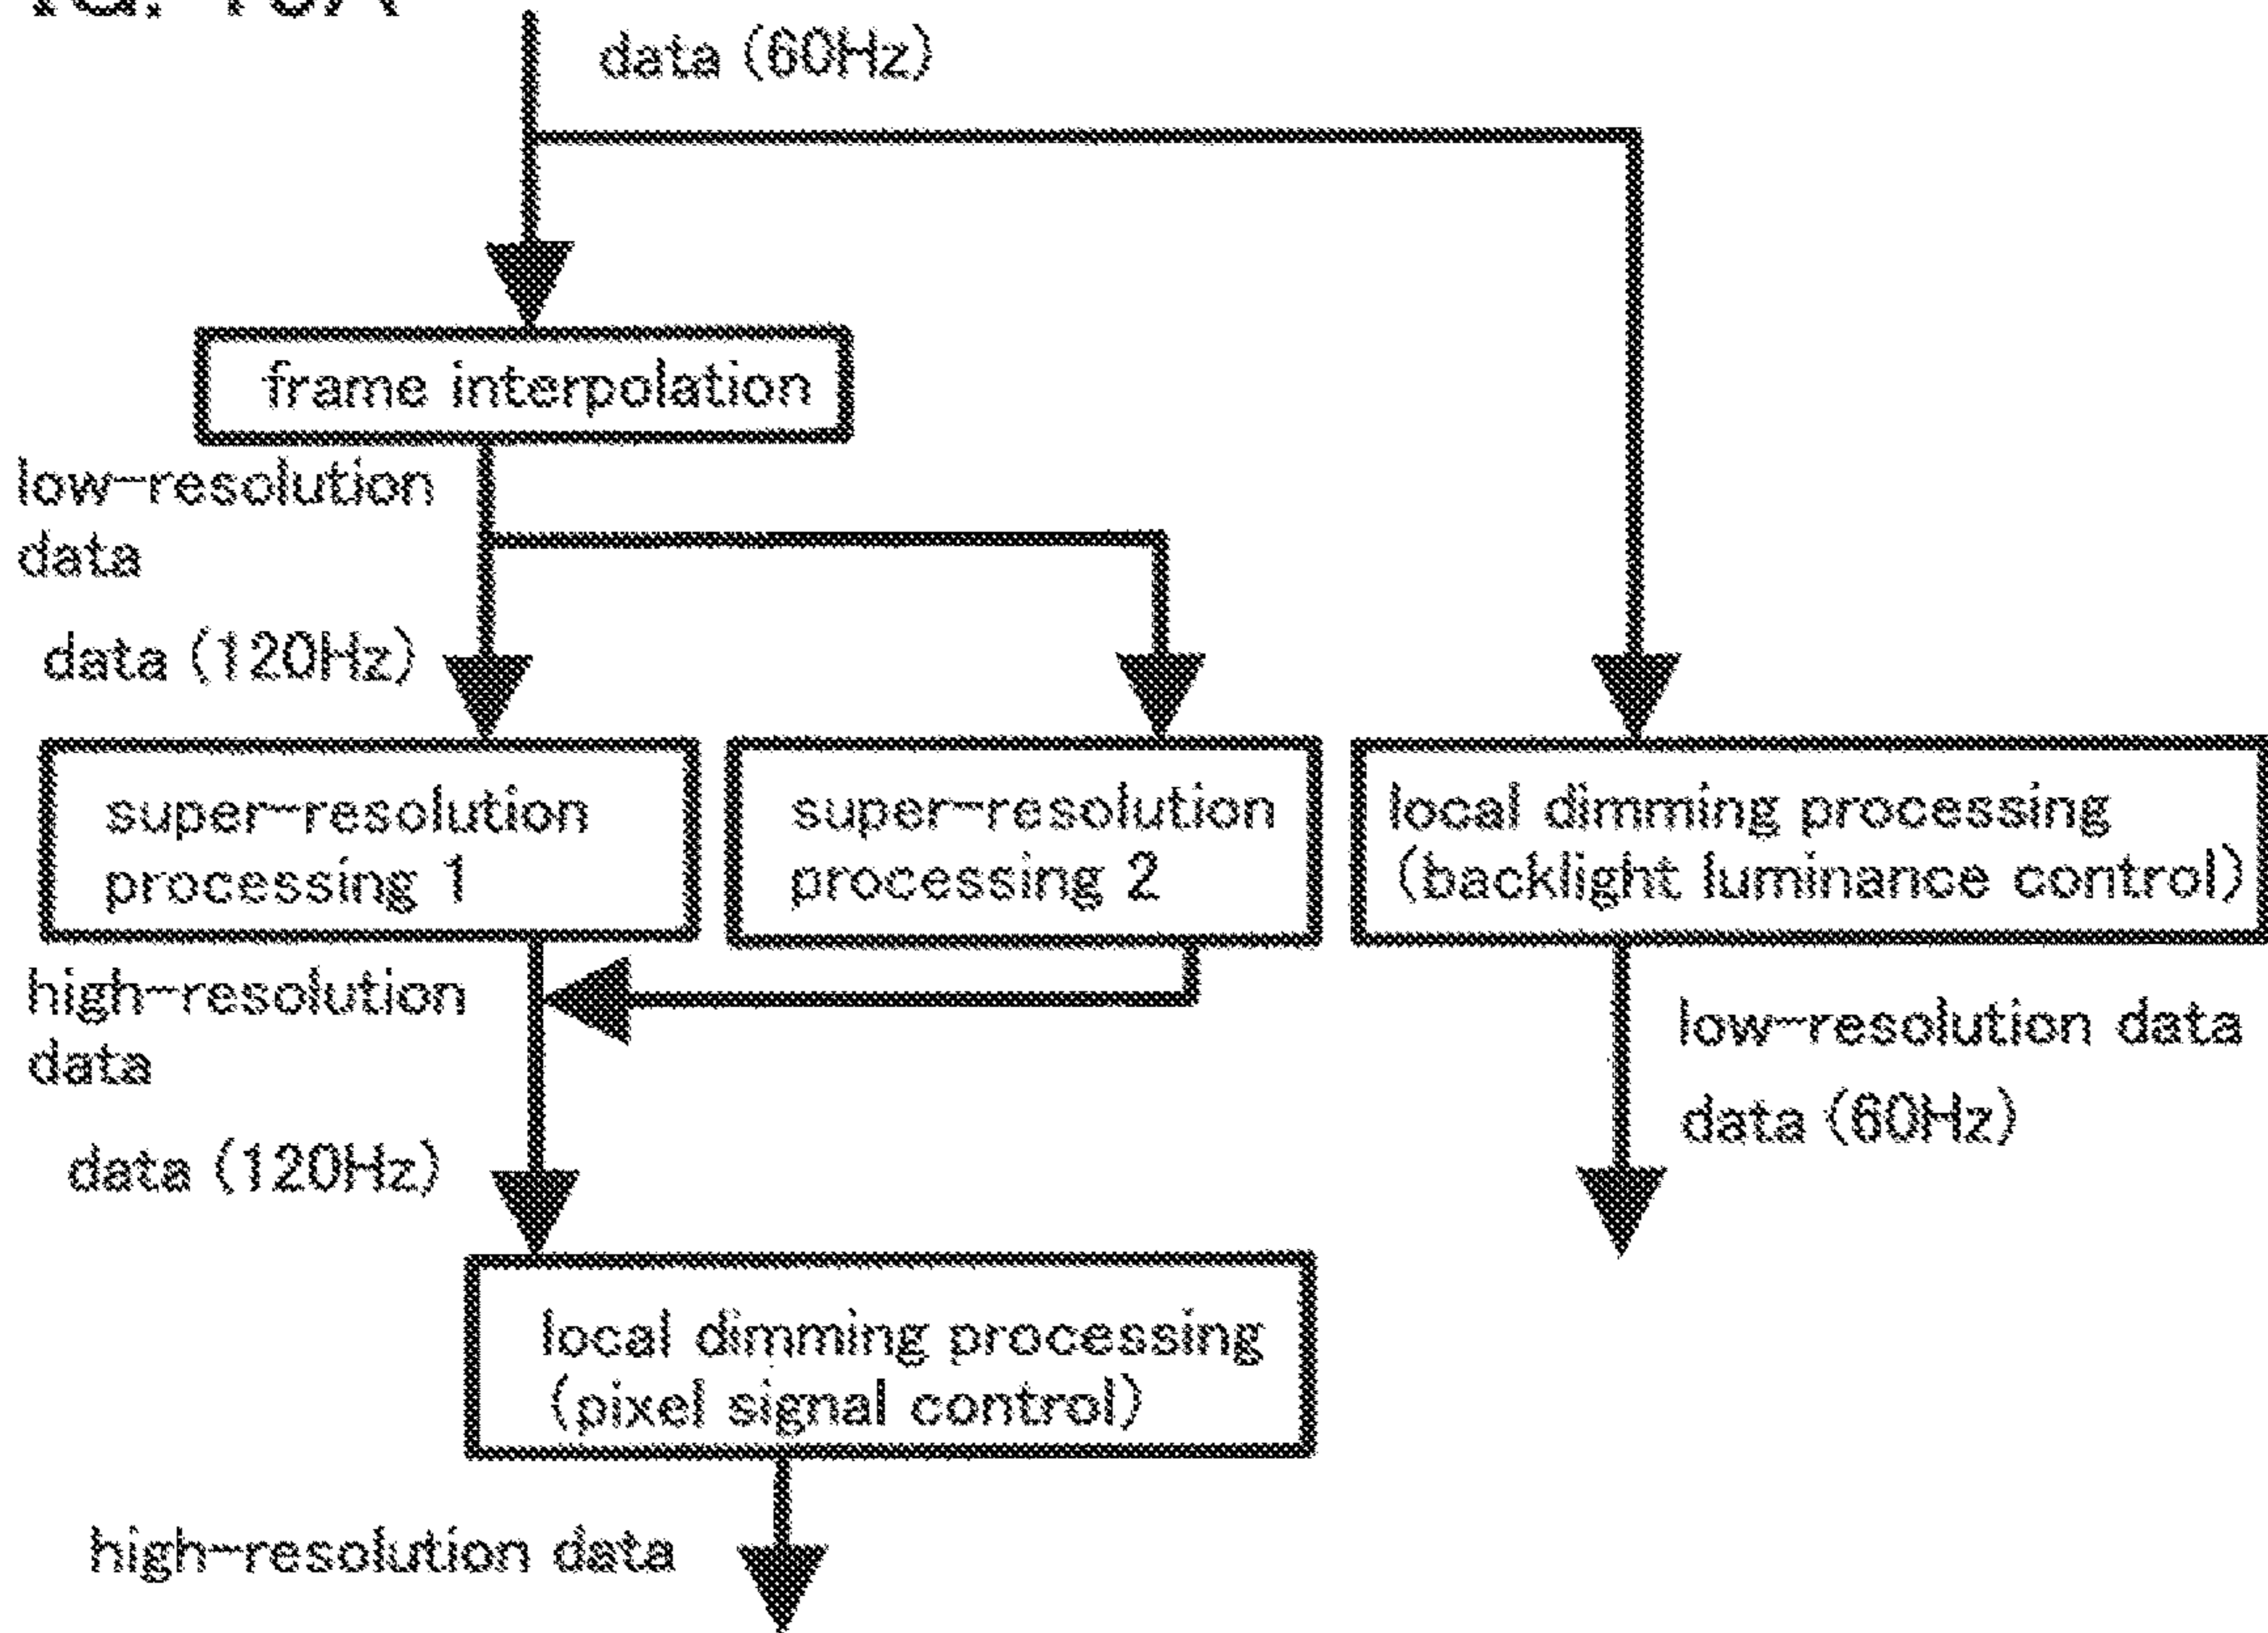 data (60Hz)
frame interpolation
low-resolution
data
data (120Hz)
super-resolution
processing 1
super-resolution
processing 2
local dimming processing
(backlight luminance control)
high-resolution
data
data (120Hz)
low-resolution data
data (60Hz)
local dimming processing
(pixel signal control)
high-resolution data